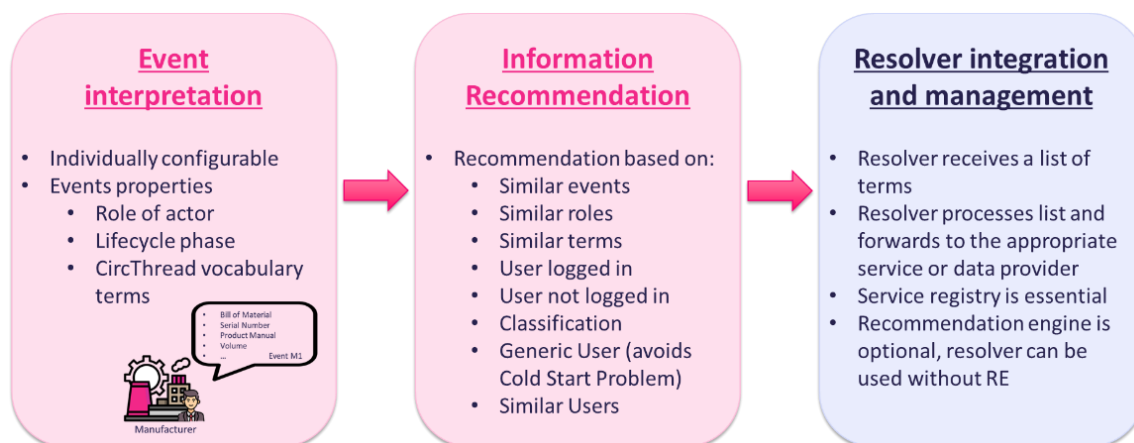 Event
interpretation
• Individually configurable
• Events properties
• Role of actor
• Lifecycle phase
• CircThread vocabulary
terms
• Bill of Material
• Serial Number
• Product Manual
• Volume
• ... Event M1
Manufacturer
Information
Recommendation
• Recommendation based on:
• Similar events
• Similar roles
• Similar terms
• User logged in
• User not logged in
• Classification
• Generic User (avoids
Cold Start Problem)
• Similar Users
Resolver integration
and management
• Resolver receives a list of
terms
• Resolver processes list and
forwards to the appropriate
service or data provider
• Service registry is essential
• Recommendation engine is
optional, resolver can be
used without RE